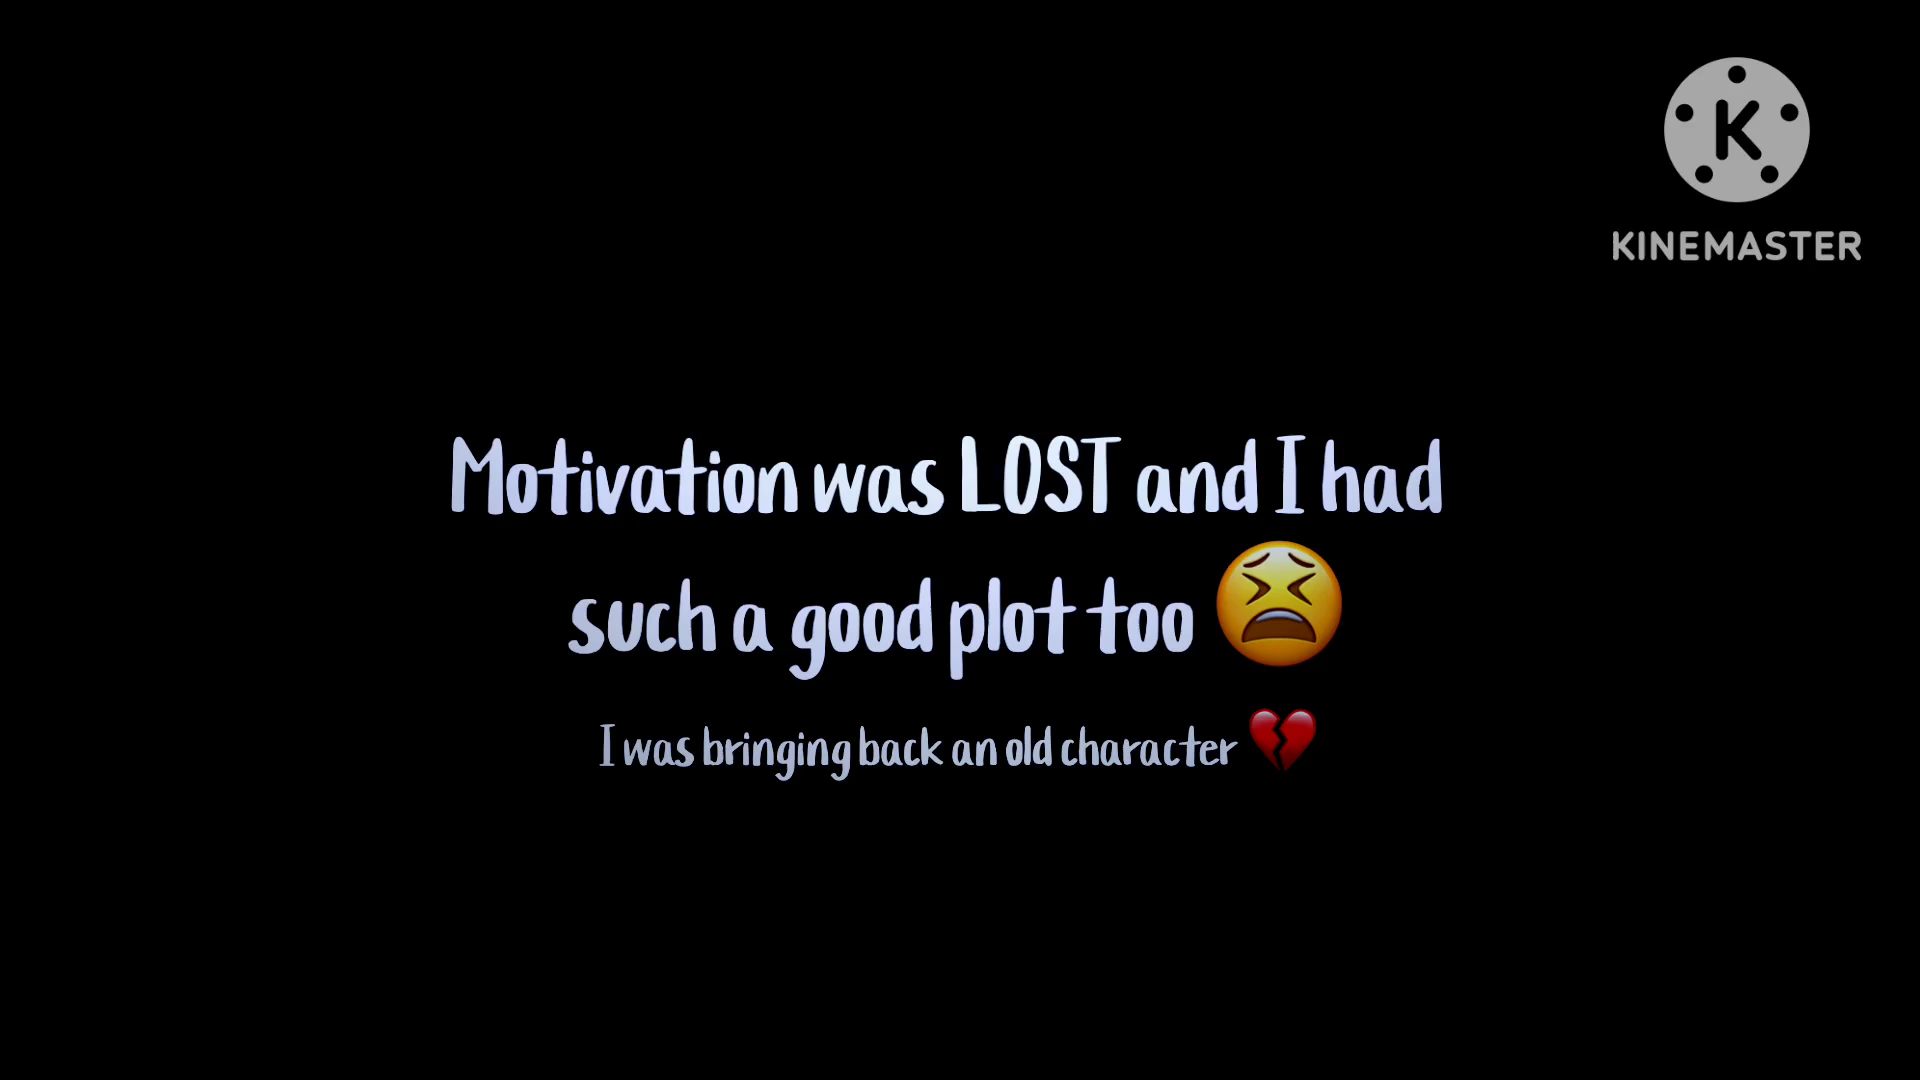 K
KINEMASTER
Motivation was LOST and I had
such a good plot too 😫
I was bringing back an old character 💔